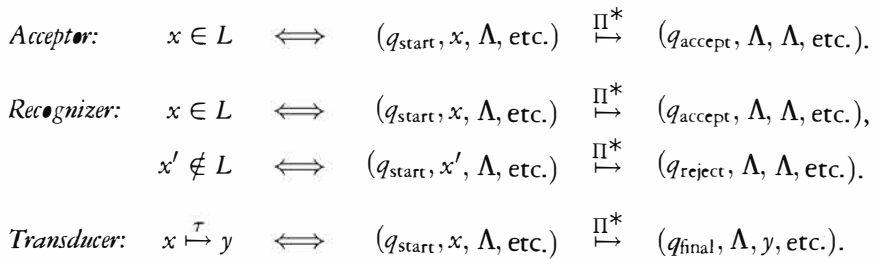 Acceptor: x ∈ L ⟺ (q_start, x, Λ, etc.) Π* ↦ (q_accept, Λ, Λ, etc.).
Recognizer: x ∈ L ⟺ (q_start, x, Λ, etc.) Π* ↦ (q_accept, Λ, Λ, etc.),
x′ ∉ L ⟺ (q_start, x′, Λ, etc.) Π* ↦ (q_reject, Λ, Λ, etc.).
Transducer: x τ ↦ y ⟺ (q_start, x, Λ, etc.) Π* ↦ (q_final, Λ, y, etc.).